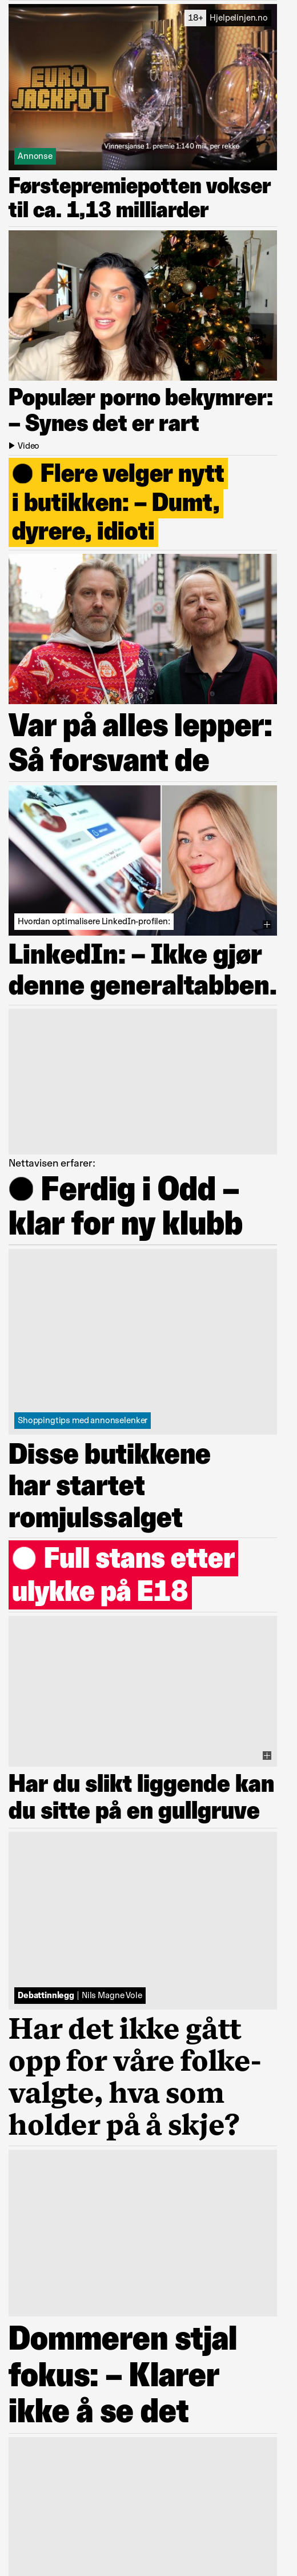 18+ Hjelpelinjen.no
EURO
JACKPOT
Vinnersjanse 1. premie 1:140 mill. per rekke
Annonse
Førstepremiepotten vokser
til ca. 1,13 milliarder
Populær porno bekymrer:
– Synes det er rart
Video
Flere velger nytt
i butikken: – Dumt,
dyrere, idioti
Var på alles lepper:
Så forsvant de
Hvordan optimalisere LinkedIn-profilen:
LinkedIn: – Ikke gjør
denne generaltabben.
Nettavisen erfarer:
Ferdig i Odd –
klar for ny klubb
Shoppingtips med annonselenker
Disse butikkene
har startet
romjulssalget
Full stans etter
ulykke på E18
Har du slikt liggende kan
du sitte på en gullgruve
Debattinnlegg | Nils Magne Vole
Har det ikke gått
opp for våre folke-
valgte, hva som
holder på å skje?
Dommeren stjal
fokus: – Klarer
ikke å se det